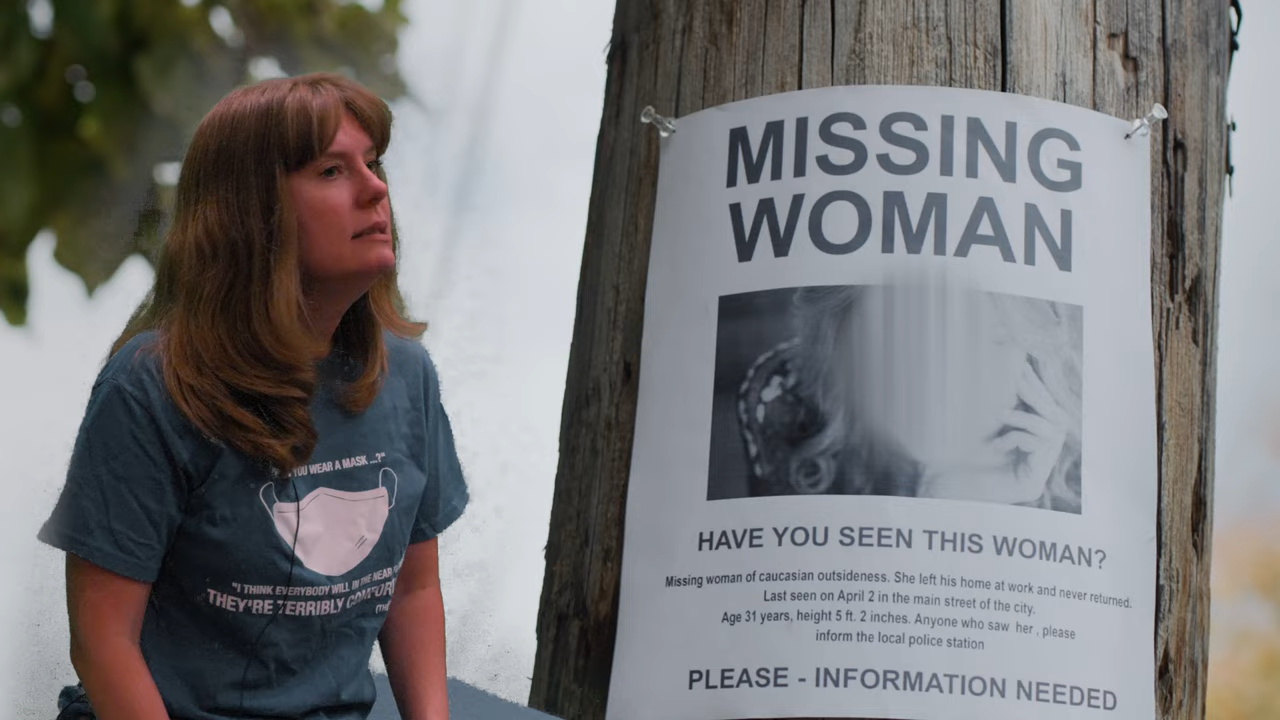 YOU WEAR A MASK ...?"
"I THINK EVERYBODY WILL IN THE NEAR
THEY'RE TERRIBLY
MISSING
WOMAN
HAVE YOU SEEN THIS WOMAN?
Missing woman of caucasian outsideness. She left his home at work and never returned.
Last seen on April 2 in the main street of the city.
Age 31 years, height 5 ft. 2 inches. Anyone who saw her , please
inform the local police station
PLEASE - INFORMATION NEEDED